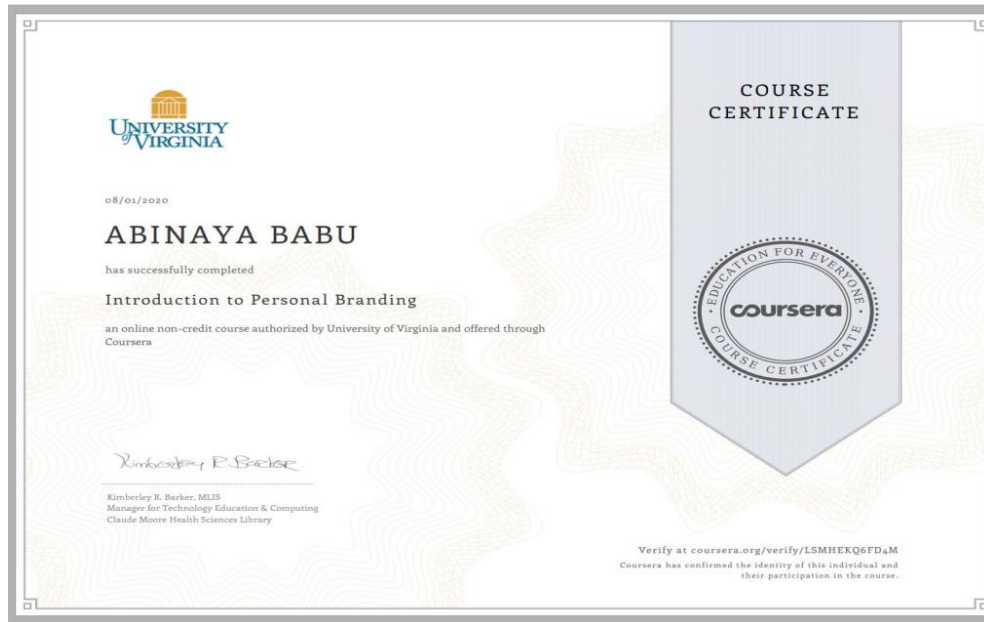 UNIVERSITY
of VIRGINIA
08/01/2020
ABINAYA BABU
has successfully completed
Introduction to Personal Branding
an online non-credit course authorized by University of Virginia and offered through
Coursera
Kimberley R. Barker
Kimberley R. Barker, MLIS
Manager for Technology Education & Computing
Claude Moore Health Sciences Library
COURSE
CERTIFICATE
EDUCATION FOR EVERYONE
coursera
COURSE CERTIFICATE
Verify at coursera.org/verify/LSMHEKQ6FD4M
Coursera has confirmed the identity of this individual and
their participation in the course.